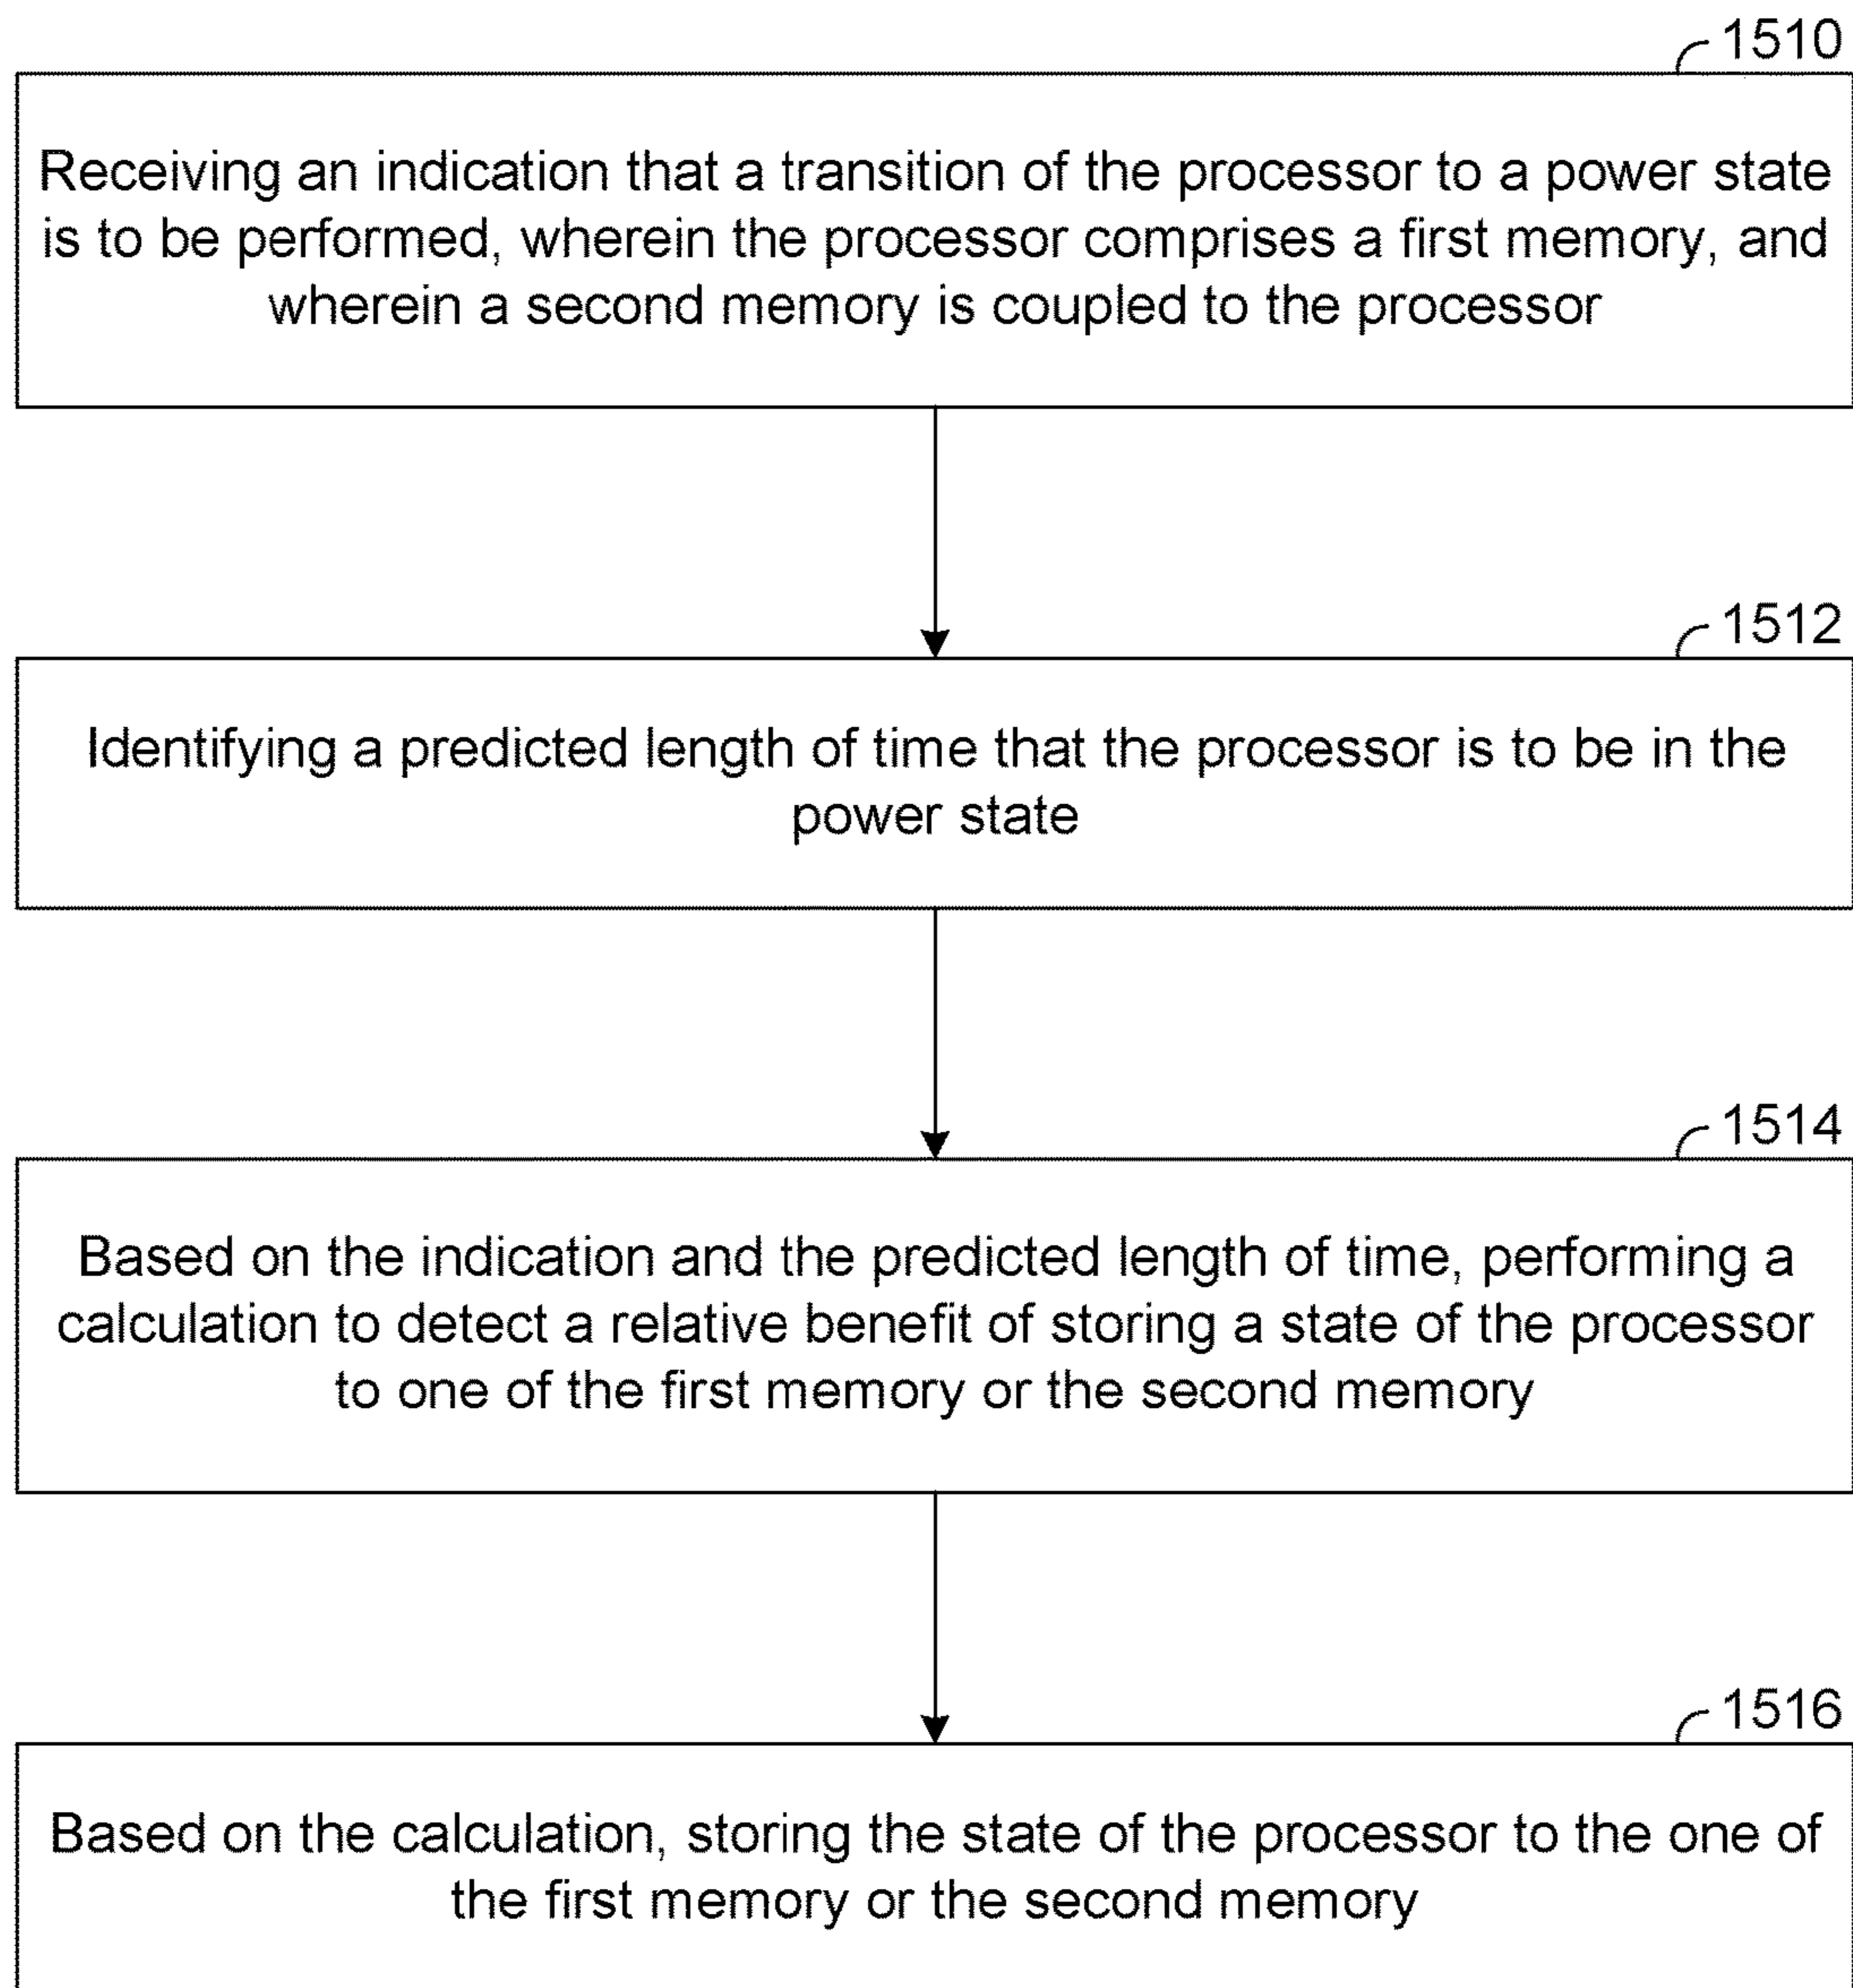 1510
Receiving an indication that a transition of the processor to a power state
is to be performed, wherein the processor comprises a first memory, and
wherein a second memory is coupled to the processor
1512
Identifying a predicted length of time that the processor is to be in the
power state
1514
Based on the indication and the predicted length of time, performing a
calculation to detect a relative benefit of storing a state of the processor
to one of the first memory or the second memory
1516
Based on the calculation, storing the state of the processor to the one of
the first memory or the second memory